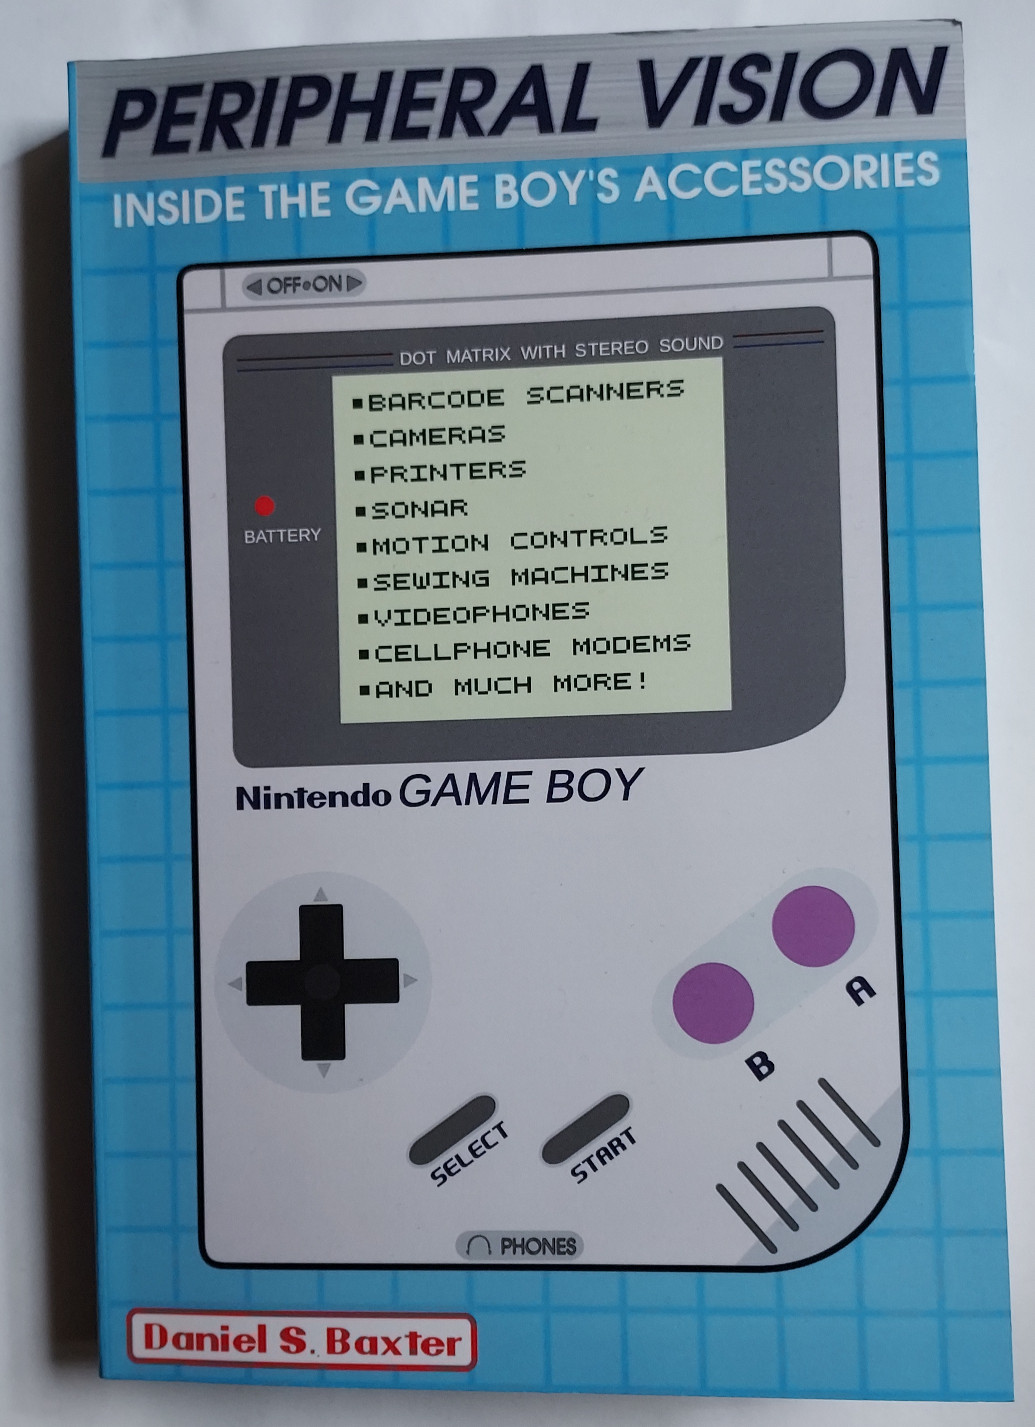 PERIPHERAL VISION
INSIDE THE GAME BOY'S ACCESSORIES
OFF ON
DOT MATRIX WITH STEREO SOUND
▪BARCODE SCANNERS
▪CAMERAS
▪PRINTERS
▪SONAR
▪MOTION CONTROLS
▪SEWING MACHINES
▪VIDEOPHONES
▪CELLPHONE MODEMS
▪AND MUCH MORE!
BATTERY
Nintendo GAME BOY
A
B
SELECT
START
PHONES
Daniel S. Baxter